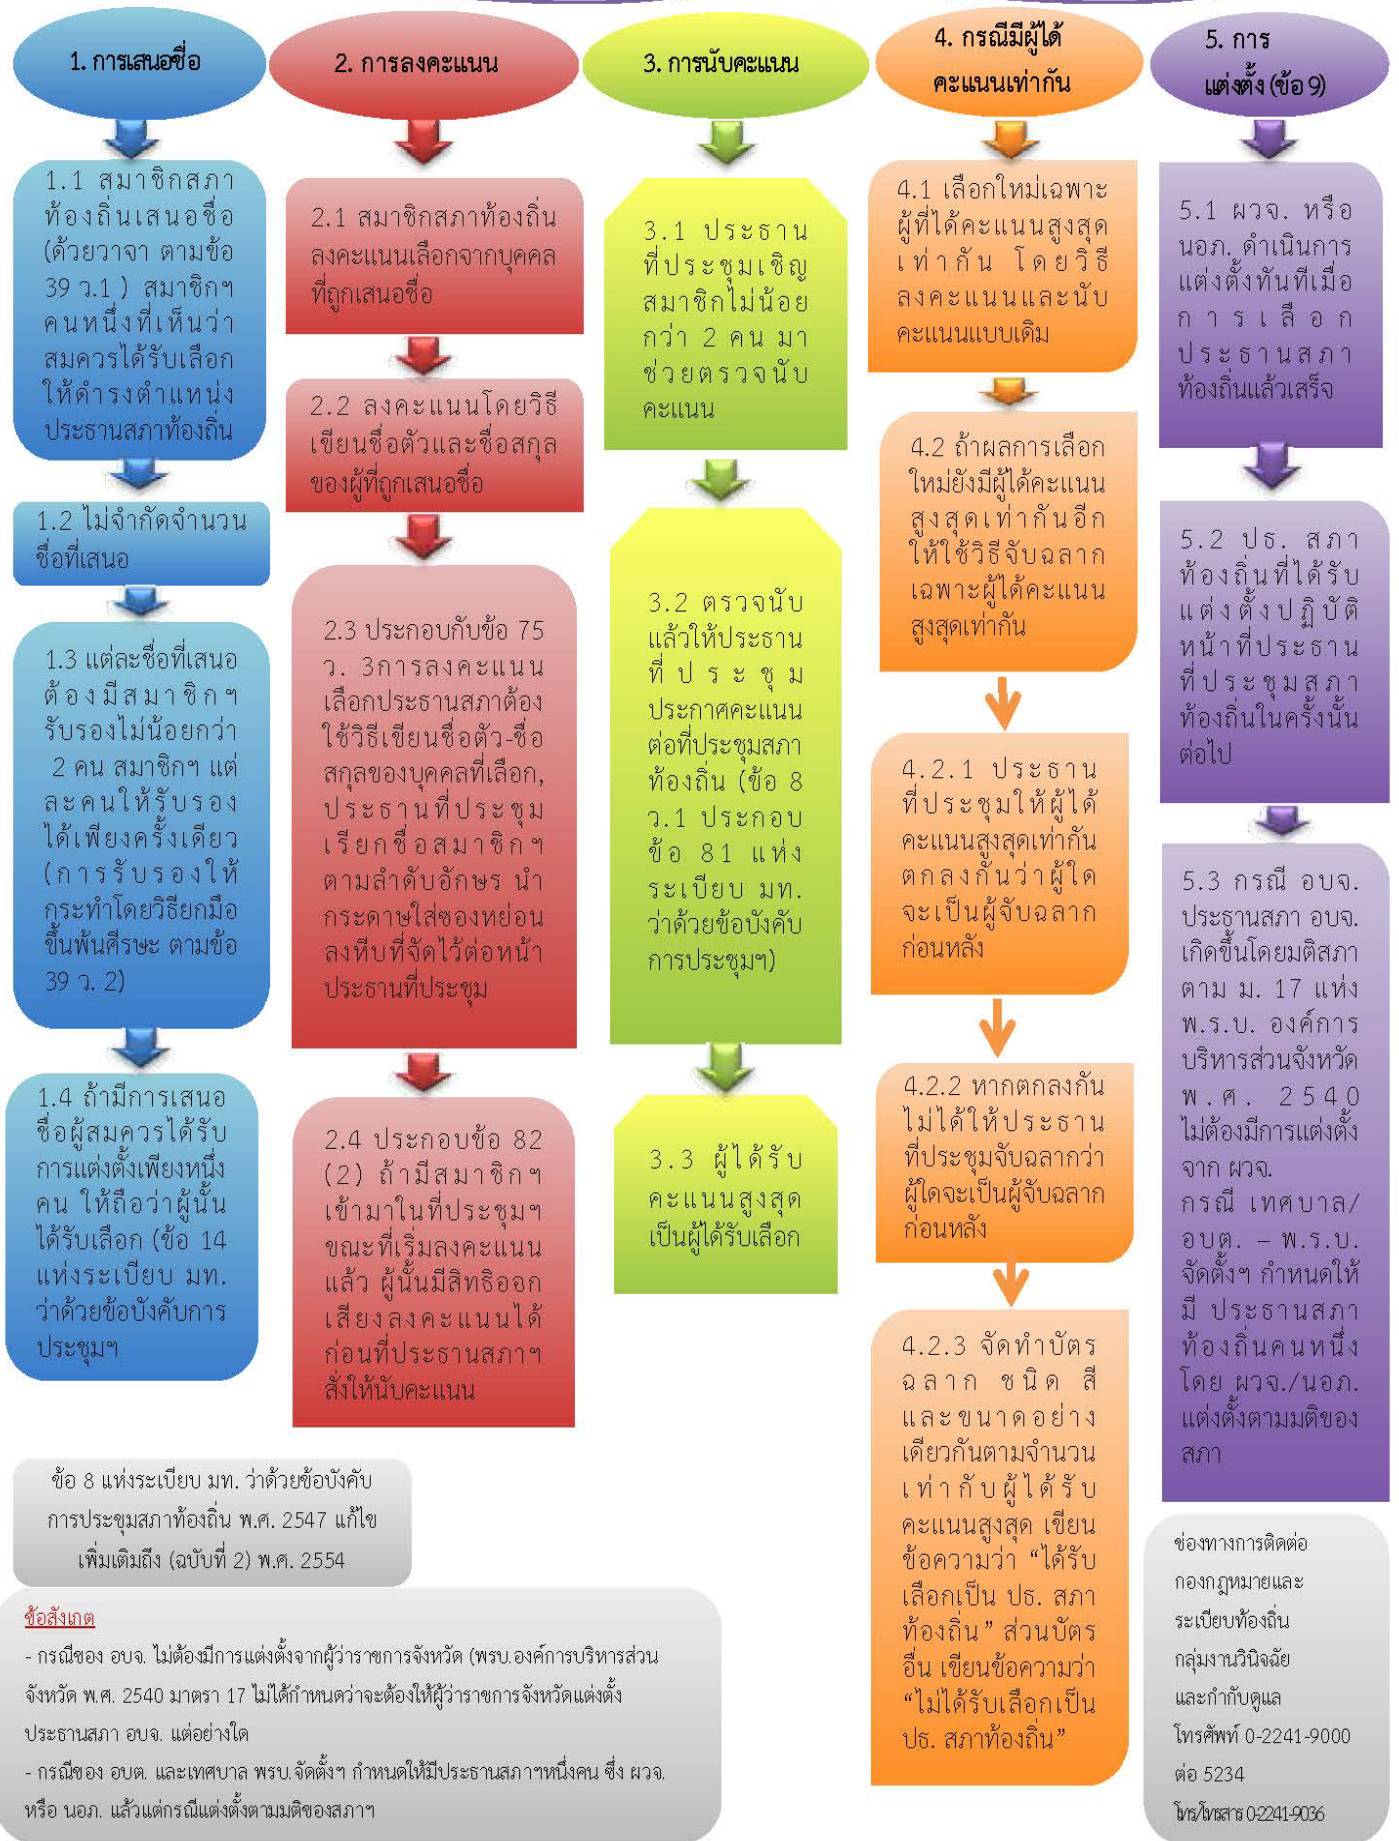 1. การเสนอชื่อ
1.1 สมาชิกสภา
ท้องถิ่นเสนอชื่อ
(ด้วยวาจา ตามข้อ
39 ว.1 ) สมาชิกฯ
คนหนึ่งที่เห็นว่า
สมควรได้รับเลือก
ให้ดำรงตำแหน่ง
ประธานสภาท้องถิ่น
1.2 ไม่จำกัดจำนวน
ชื่อที่เสนอ
1.3 แต่ละชื่อที่เสนอ
ต้องมีสมาชิกฯ
รับรองไม่น้อยกว่า
2 คน สมาชิกฯ แต่
ละคนให้รับรอง
ได้เพียงครั้งเดียว
(การรับรองให้
กระทำโดยวิธียกมือ
ขึ้นพ้นศีรษะ ตามข้อ
39 ว. 2)
1.4 ถ้ามีการเสนอ
ชื่อผู้สมควรได้รับ
การแต่งตั้งเพียงหนึ่ง
คน ให้ถือว่าผู้นั้น
ได้รับเลือก (ข้อ 14
แห่งระเบียบ มท.
ว่าด้วยข้อบังคับการ
ประชุมฯ
2. การลงคะแนน
2.1 สมาชิกสภาท้องถิ่น
ลงคะแนนเลือกจากบุคคล
ที่ถูกเสนอชื่อ
2.2 ลงคะแนนโดยวิธี
เขียนชื่อตัวและชื่อสกุล
ของผู้ที่ถูกเสนอชื่อ
2.3 ประกอบกับข้อ 75
ว. 3การลงคะแนน
เลือกประธานสภาต้อง
ใช้วิธีเขียนชื่อตัว-ชื่อ
สกุลของบุคคลที่เลือก,
ประธานที่ประชุม
เรียกชื่อสมาชิกฯ
ตามลำดับอักษร นำ
กระดาษใส่ซองหย่อน
ลงหีบที่จัดไว้ต่อหน้า
ประธานที่ประชุม
2.4 ประกอบข้อ 82
(2) ถ้ามีสมาชิกฯ
เข้ามาในที่ประชุมฯ
ขณะที่เริ่มลงคะแนน
แล้ว ผู้นั้นมีสิทธิออก
เสียงลงคะแนนได้
ก่อนที่ประธานสภาฯ
สั่งให้นับคะแนน
3. การนับคะแนน
3.1 ประธาน
ที่ประชุมเชิญ
สมาชิกไม่น้อย
กว่า 2 คน มา
ช่วยตรวจนับ
คะแนน
3.2 ตรวจนับ
แล้วให้ประธาน
ที่ประชุม
ประกาศคะแนน
ต่อที่ประชุมสภา
ท้องถิ่น (ข้อ 8
ว.1 ประกอบ
ข้อ 81 แห่ง
ระเบียบ มท.
ว่าด้วยข้อบังคับ
การประชุมฯ)
3.3 ผู้ได้รับ
คะแนนสูงสุด
เป็นผู้ได้รับเลือก
4. กรณีมีผู้ได้
คะแนนเท่ากัน
4.1 เลือกใหม่เฉพาะ
ผู้ที่ได้คะแนนสูงสุด
เท่ากัน โดยวิธี
ลงคะแนนและนับ
คะแนนแบบเดิม
4.2 ถ้าผลการเลือก
ใหม่ยังมีผู้ได้คะแนน
สูงสุดเท่ากันอีก
ให้ใช้วิธีจับฉลาก
เฉพาะผู้ได้คะแนน
สูงสุดเท่ากัน
4.2.1 ประธาน
ที่ประชุมให้ผู้ได้
คะแนนสูงสุดเท่ากัน
ตกลงกันว่าผู้ใด
จะเป็นผู้จับฉลาก
ก่อนหลัง
4.2.2 หากตกลงกัน
ไม่ได้ให้ประธาน
ที่ประชุมจับฉลากว่า
ผู้ใดจะเป็นผู้จับฉลาก
ก่อนหลัง
4.2.3 จัดทำบัตร
ฉลาก ชนิด สี
และขนาดอย่าง
เดียวกันตามจำนวน
เท่ากับผู้ได้รับ
คะแนนสูงสุด เขียน
ข้อความว่า “ได้รับ
เลือกเป็น ปธ. สภา
ท้องถิ่น” ส่วนบัตร
อื่น เขียนข้อความว่า
“ไม่ได้รับเลือกเป็น
ปธ. สภาท้องถิ่น”
5. การ
แต่งตั้ง (ข้อ 9)
5.1 ผวจ. หรือ
นอภ. ดำเนินการ
แต่งตั้งทันทีเมื่อ
การเลือก
ประธานสภา
ท้องถิ่นแล้วเสร็จ
5.2 ปธ. สภา
ท้องถิ่นที่ได้รับ
แต่งตั้งปฏิบัติ
หน้าที่ประธาน
ที่ประชุมสภา
ท้องถิ่นในครั้งนั้น
ต่อไป
5.3 กรณี อบจ.
ประธานสภา อบจ.
เกิดขึ้นโดยมติสภา
ตาม ม. 17 แห่ง
พ.ร.บ. องค์การ
บริหารส่วนจังหวัด
พ.ศ. 2540
ไม่ต้องมีการแต่งตั้ง
จาก ผวจ.
กรณี เทศบาล/
อบต. – พ.ร.บ.
จัดตั้งฯ กำหนดให้
มี ประธานสภา
ท้องถิ่นคนหนึ่ง
โดย ผวจ./นอภ.
แต่งตั้งตามมติของ
สภา
ข้อ 8 แห่งระเบียบ มท. ว่าด้วยข้อบังคับ
การประชุมสภาท้องถิ่น พ.ศ. 2547 แก้ไข
เพิ่มเติมถึง (ฉบับที่ 2) พ.ศ. 2554
ข้อสังเกต
- กรณีของ อบจ. ไม่ต้องมีการแต่งตั้งจากผู้ว่าราชการจังหวัด (พรบ.องค์การบริหารส่วน
จังหวัด พ.ศ. 2540 มาตรา 17 ไม่ได้กำหนดว่าจะต้องให้ผู้ว่าราชการจังหวัดแต่งตั้ง
ประธานสภา อบจ. แต่อย่างใด
- กรณีของ อบต. และเทศบาล พรบ.จัดตั้งฯ กำหนดให้มีประธานสภาฯหนึ่งคน ซึ่ง ผวจ.
หรือ นอภ. แล้วแต่กรณีแต่งตั้งตามมติของสภาฯ
ช่องทางการติดต่อ
กองกฎหมายและ
ระเบียบท้องถิ่น
กลุ่มงานวินิจฉัย
และกำกับดูแล
โทรศัพท์ 0-2241-9000
ต่อ 5234
โทร/โทรสาร 0-2241-9036